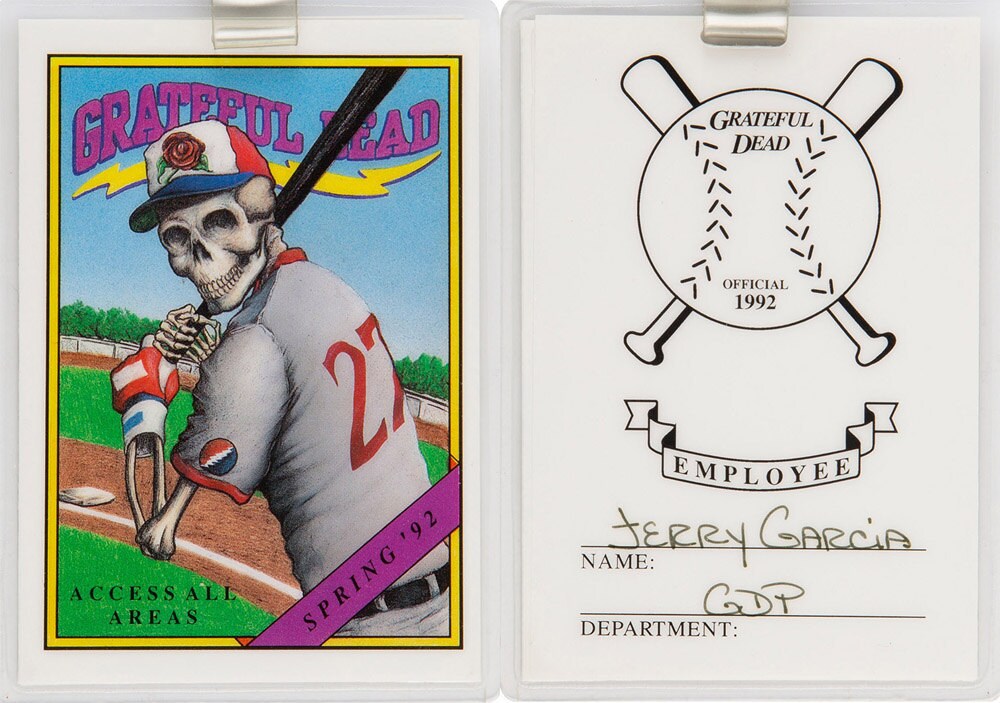 GRATEFUL DEAD
27
SPRING '92
ACCESS ALL
AREAS
GRATEFUL
DEAD
OFFICIAL
1992
EMPLOYEE
JERRY GARCIA
NAME:
GDP
DEPARTMENT: